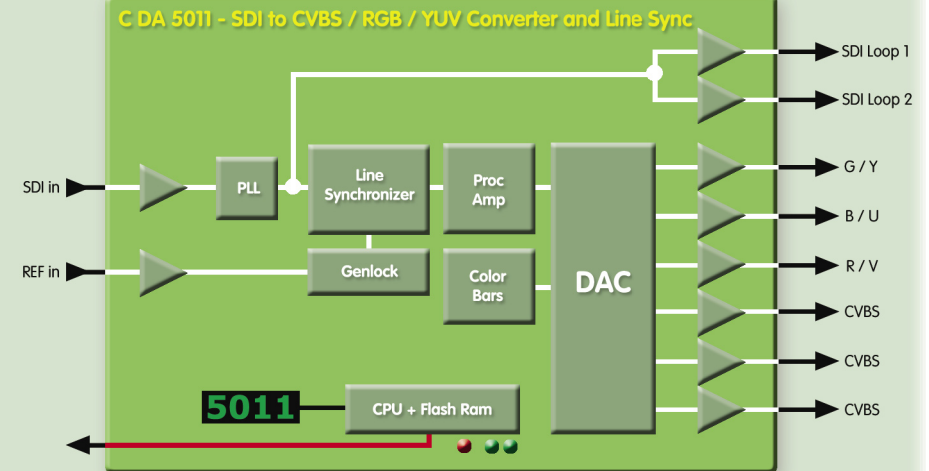 C DA 5011 - SDI to CVBS / RGB / YUV Converter and Line Sync
SDI Loop 1
SDI Loop 2
SDI in
PLL
Line
Synchronizer
Proc
Amp
G / Y
B / U
REF in
Genlock
Color
Bars
DAC
R / V
CVBS
CVBS
CVBS
5011
CPU + Flash Ram